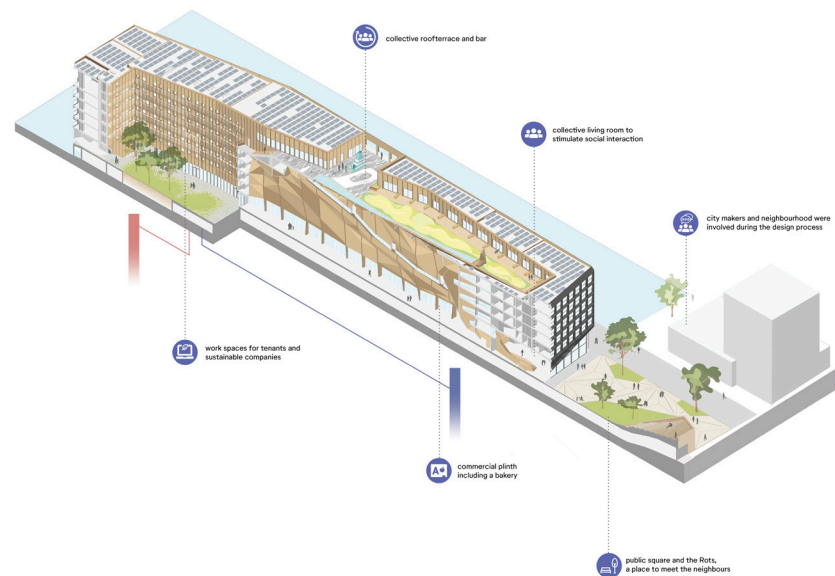 collective roofterrace and bar
collective living room to
stimulate social interaction
city makers and neighbourhood were
involved during the design process
work spaces for tenants and
sustainable companies
commercial plinth
including a bakery
public square and the Rots,
a place to meet the neighbours